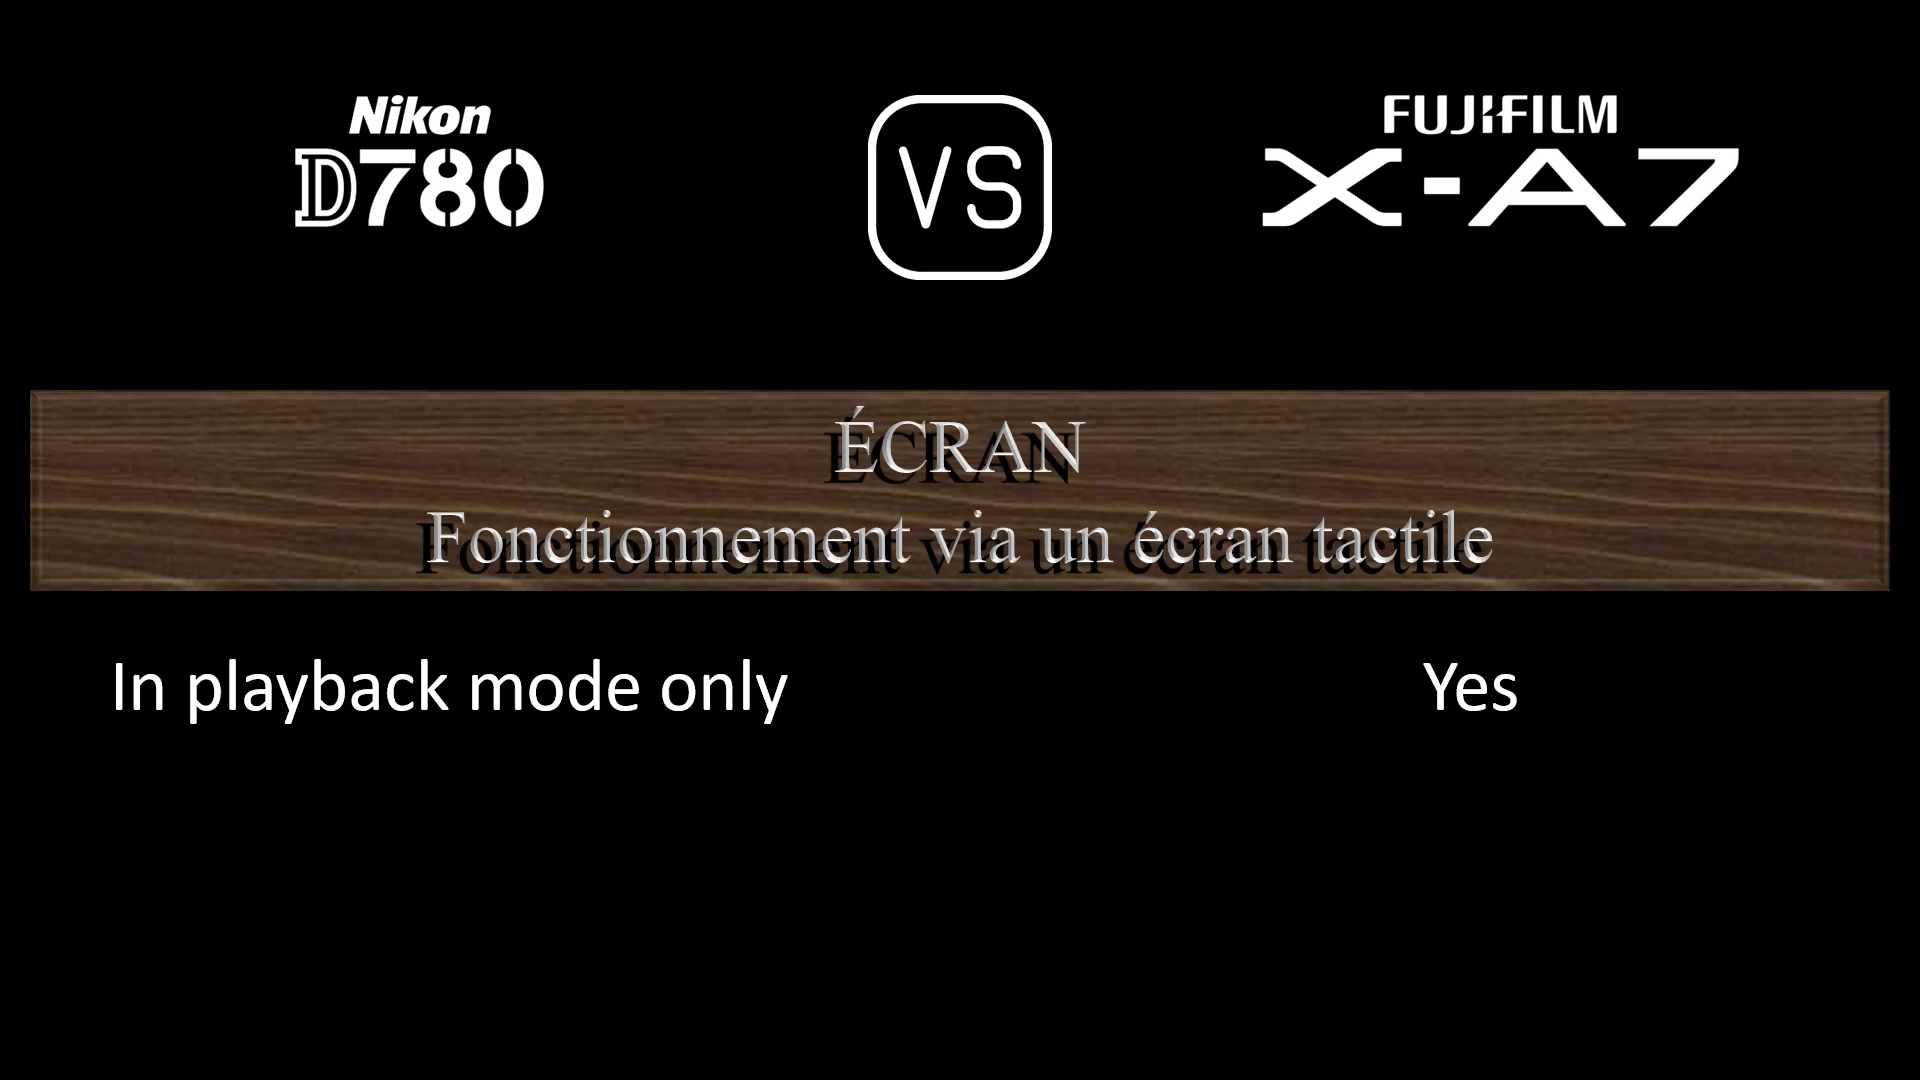 Nikon
D780
VS
FUJIFILM
X-A7
ÉCRAN
Fonctionnement via un écran tactile
In playback mode only
Yes